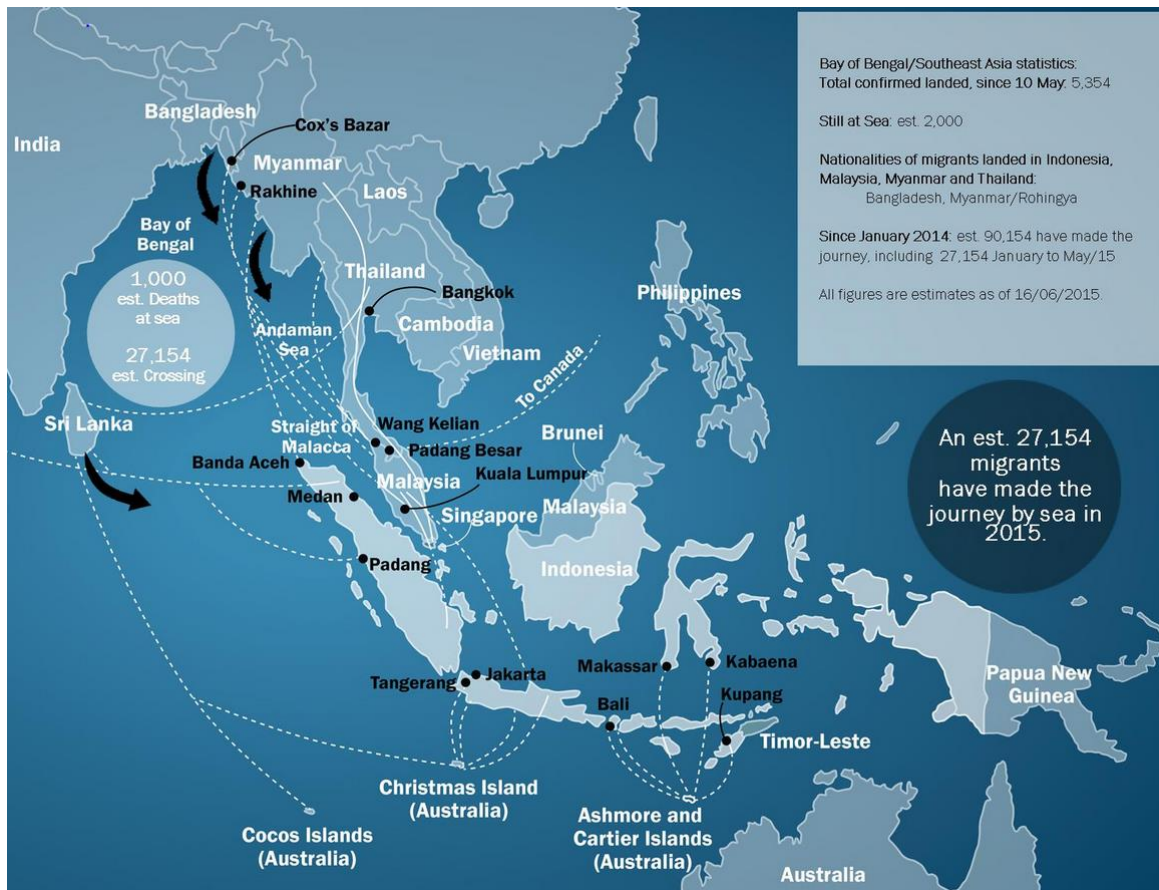 Bay of Bengal/Southeast Asia statistics:
Total confirmed landed, since 10 May: 5,354
Still at Sea: est. 2,000
Nationalities of migrants landed in Indonesia,
Malaysia, Myanmar and Thailand:
Bangladesh, Myanmar/Rohingya
Since January 2014: est. 90,154 have made the
journey, including 27,154 January to May/15
All figures are estimates as of 16/06/2015.
Bangladesh
Cox's Bazar
India
Myanmar
Rakhine
Laos
Bay of
Bengal
1,000
est. Deaths
at sea
27,154
est. Crossing
Thailand
Bangkok
Philippines
Andaman
Sea
Cambodia
Vietnam
To Canada
Sri Lanka
Straight of
Malacca
Wang Kelian
Padang Besar
Brunei
Banda Aceh
Malaysia
Kuala Lumpur
Medan
Singapore
Malaysia
An est. 27,154
migrants
have made the
journey by sea in
2015.
Padang
Indonesia
Makassar
Kabaena
Jakarta
Tangerang
Bali
Kupang
Papua New
Guinea
Timor-Leste
Christmas Island
(Australia)
Cocos Islands
(Australia)
Ashmore and
Cartier Islands
(Australia)
Australia